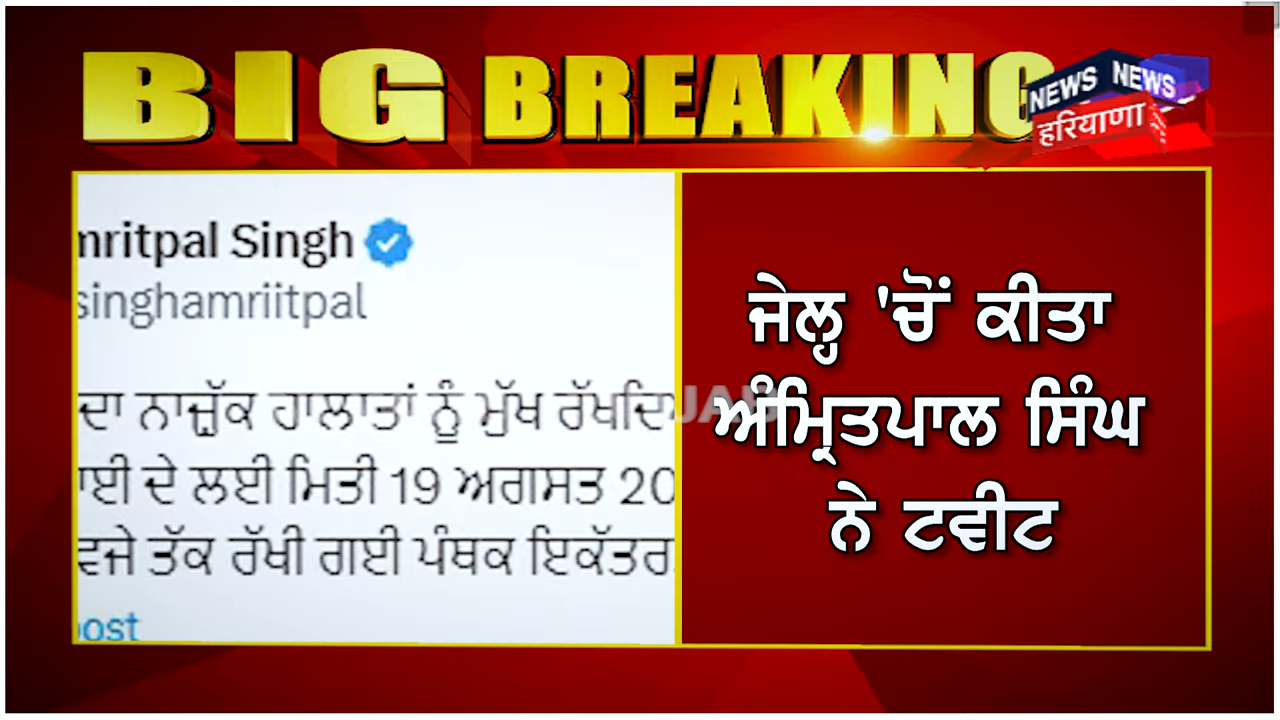 BIG BREAKING
NEWS NEWS
हरियाणा
mritpal Singh
singhamriitpal
ਦਾ ਨਾਜ਼ੁੱਕ ਹਾਲਾਤਾਂ ਨੂੰ ਮੁੱਖ ਰੱਖਦਿ
ਾਈ ਦੇ ਲਈ ਮਿਤੀ 19 ਅਗਸਤ 20
ਵਜੇ ਤੱਕ ਰੱਖੀ ਗਈ ਪੰਥਕ ਇਕੱਤਰ
post
ਜੇਲ੍ਹ 'ਚੋਂ ਕੀਤਾ
ਅੰਮ੍ਰਿਤਪਾਲ ਸਿੰਘ
ਨੇ ਟਵੀਟ